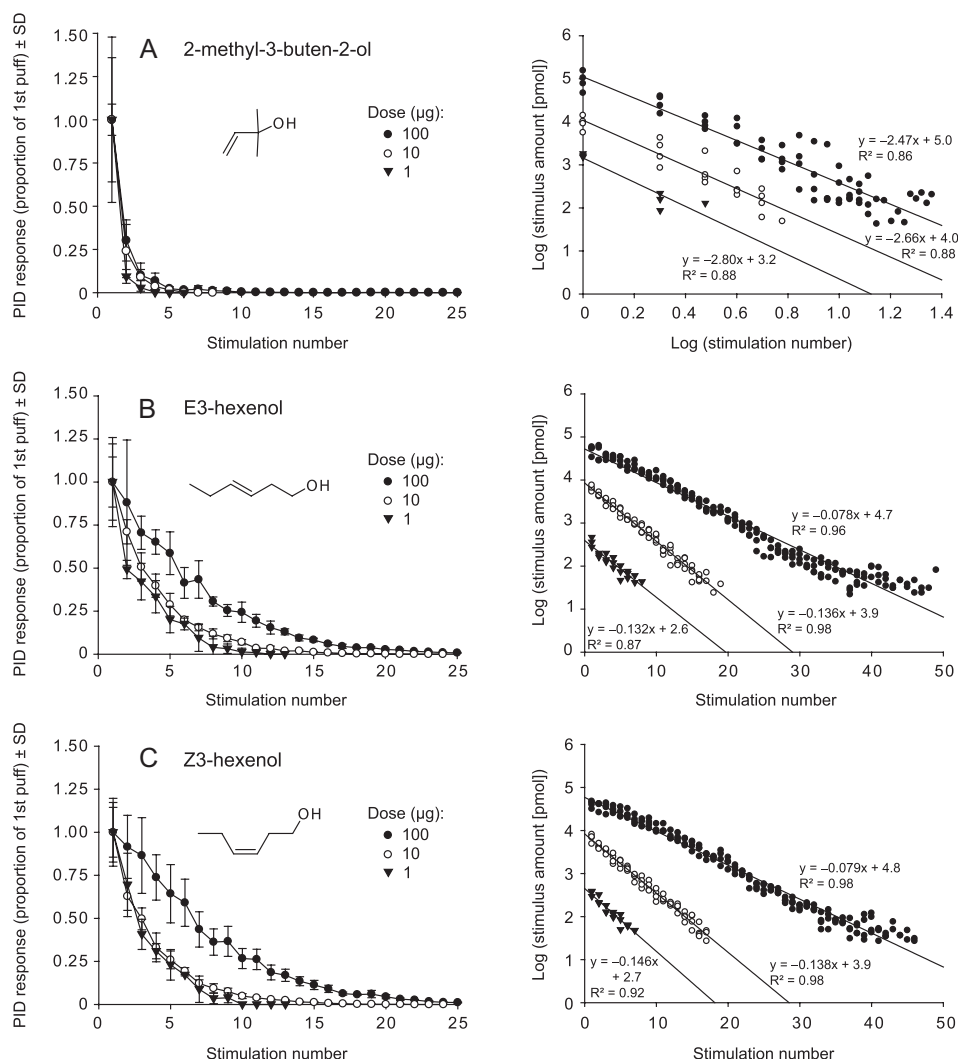 A 2-methyl-3-buten-2-ol
PID response (proportion of 1st puff) ± SD
1.50
1.25
1.00
0.75
0.50
0.25
0
OH
Dose (µg):
100
10
1
0 5 10 15 20 25
Stimulation number
Log (stimulus amount [pmol])
6
5
4
3
2
1
0
y = –2.47x + 5.0
R² = 0.86
y = –2.66x + 4.0
R² = 0.88
y = –2.80x + 3.2
R² = 0.88
0 0.2 0.4 0.6 0.8 1.0 1.2 1.4
Log (stimulation number)
B E3-hexenol
PID response (proportion of 1st puff) ± SD
1.50
1.25
1.00
0.75
0.50
0.25
0
OH
Dose (µg):
100
10
1
0 5 10 15 20 25
Stimulation number
Log (stimulus amount [pmol])
6
5
4
3
2
1
0
y = –0.078x + 4.7
R² = 0.96
y = –0.136x + 3.9
R² = 0.98
y = –0.132x + 2.6
R² = 0.87
0 10 20 30 40 50
Stimulation number
C Z3-hexenol
PID response (proportion of 1st puff) ± SD
1.50
1.25
1.00
0.75
0.50
0.25
0
OH
Dose (µg):
100
10
1
0 5 10 15 20 25
Stimulation number
Log (stimulus amount [pmol])
6
5
4
3
2
1
0
y = –0.079x + 4.8
R² = 0.98
y = –0.138x + 3.9
R² = 0.98
y = –0.146x
+ 2.7
R² = 0.92
0 10 20 30 40 50
Stimulation number